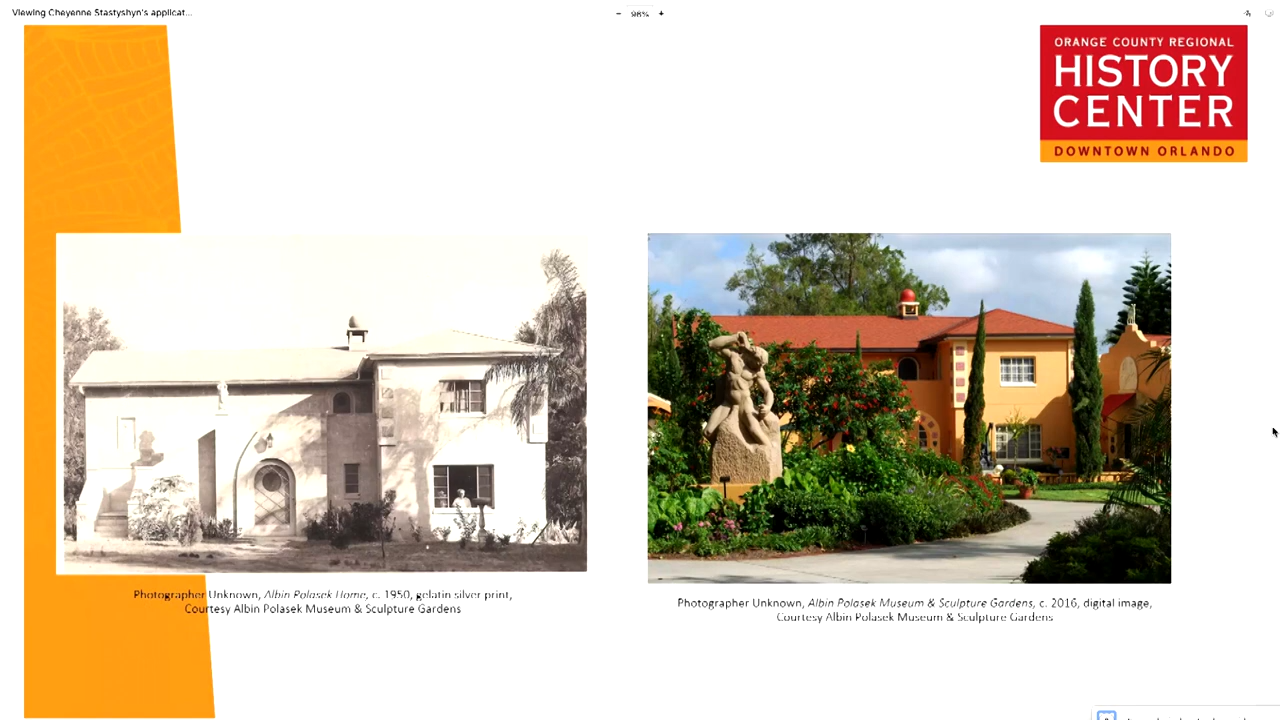 Viewing Cheyenne Stastyshyn's applicat...
− 98% +
ORANGE COUNTY REGIONAL
HISTORY
CENTER
DOWNTOWN ORLANDO
Photographer Unknown, Albin Polasek Home, c. 1950, gelatin silver print,
Courtesy Albin Polasek Museum & Sculpture Gardens
Photographer Unknown, Albin Polasek Museum & Sculpture Gardens, c. 2016, digital image,
Courtesy Albin Polasek Museum & Sculpture Gardens